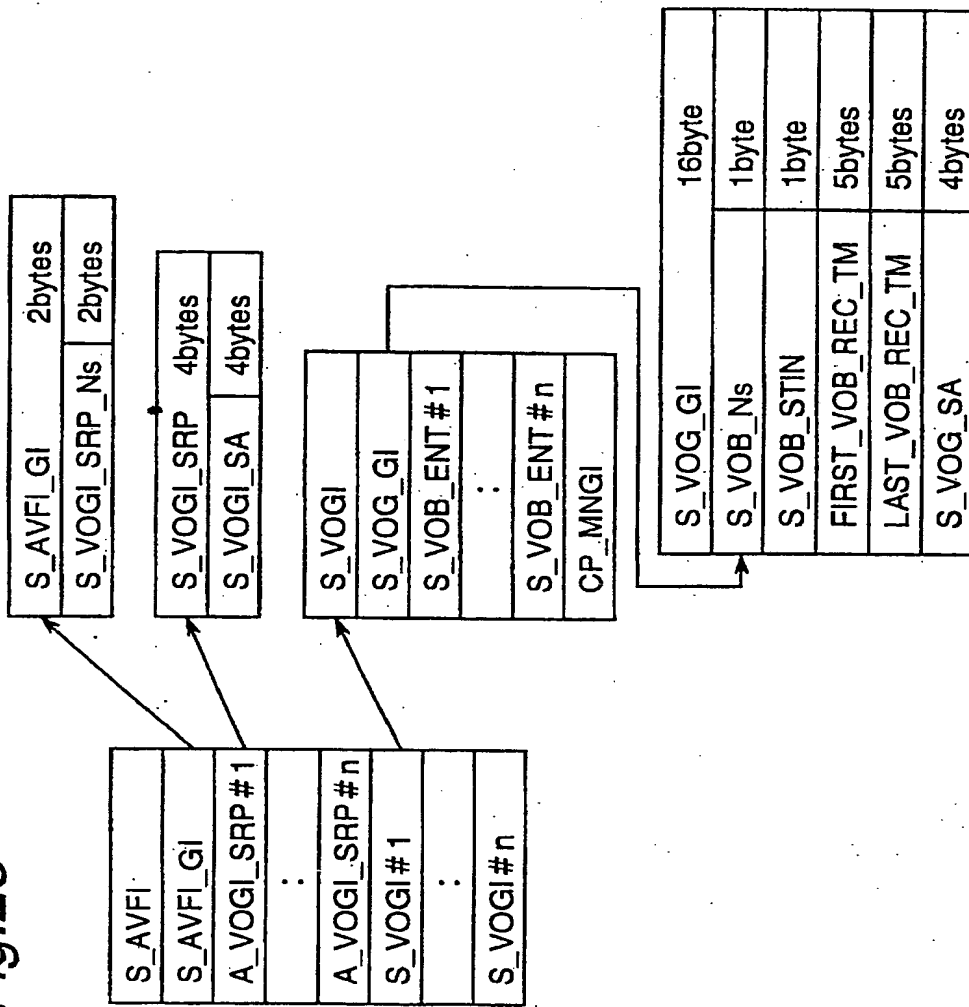 S_AVFI
S_AVFI_GI
A_VOGI_SRP#1
:
A_VOGI_SRP#n
S_VOGI#1
:
S_VOGI#n
S_AVFI_GI 2bytes
S_VOGI_SRP_Ns 2bytes
S_VOGI_SRP 4bytes
S_VOGI_SA 4bytes
S_VOGI
S_VOG_GI
S_VOB_ENT#1
:
S_VOB_ENT#n
CP_MNGI
S_VOG_GI 16byte
S_VOB_Ns 1byte
S_VOB_STIN 1byte
FIRST_VOB_REC_TM 5bytes
LAST_VOB_REC_TM 5bytes
S_VOG_SA 4bytes